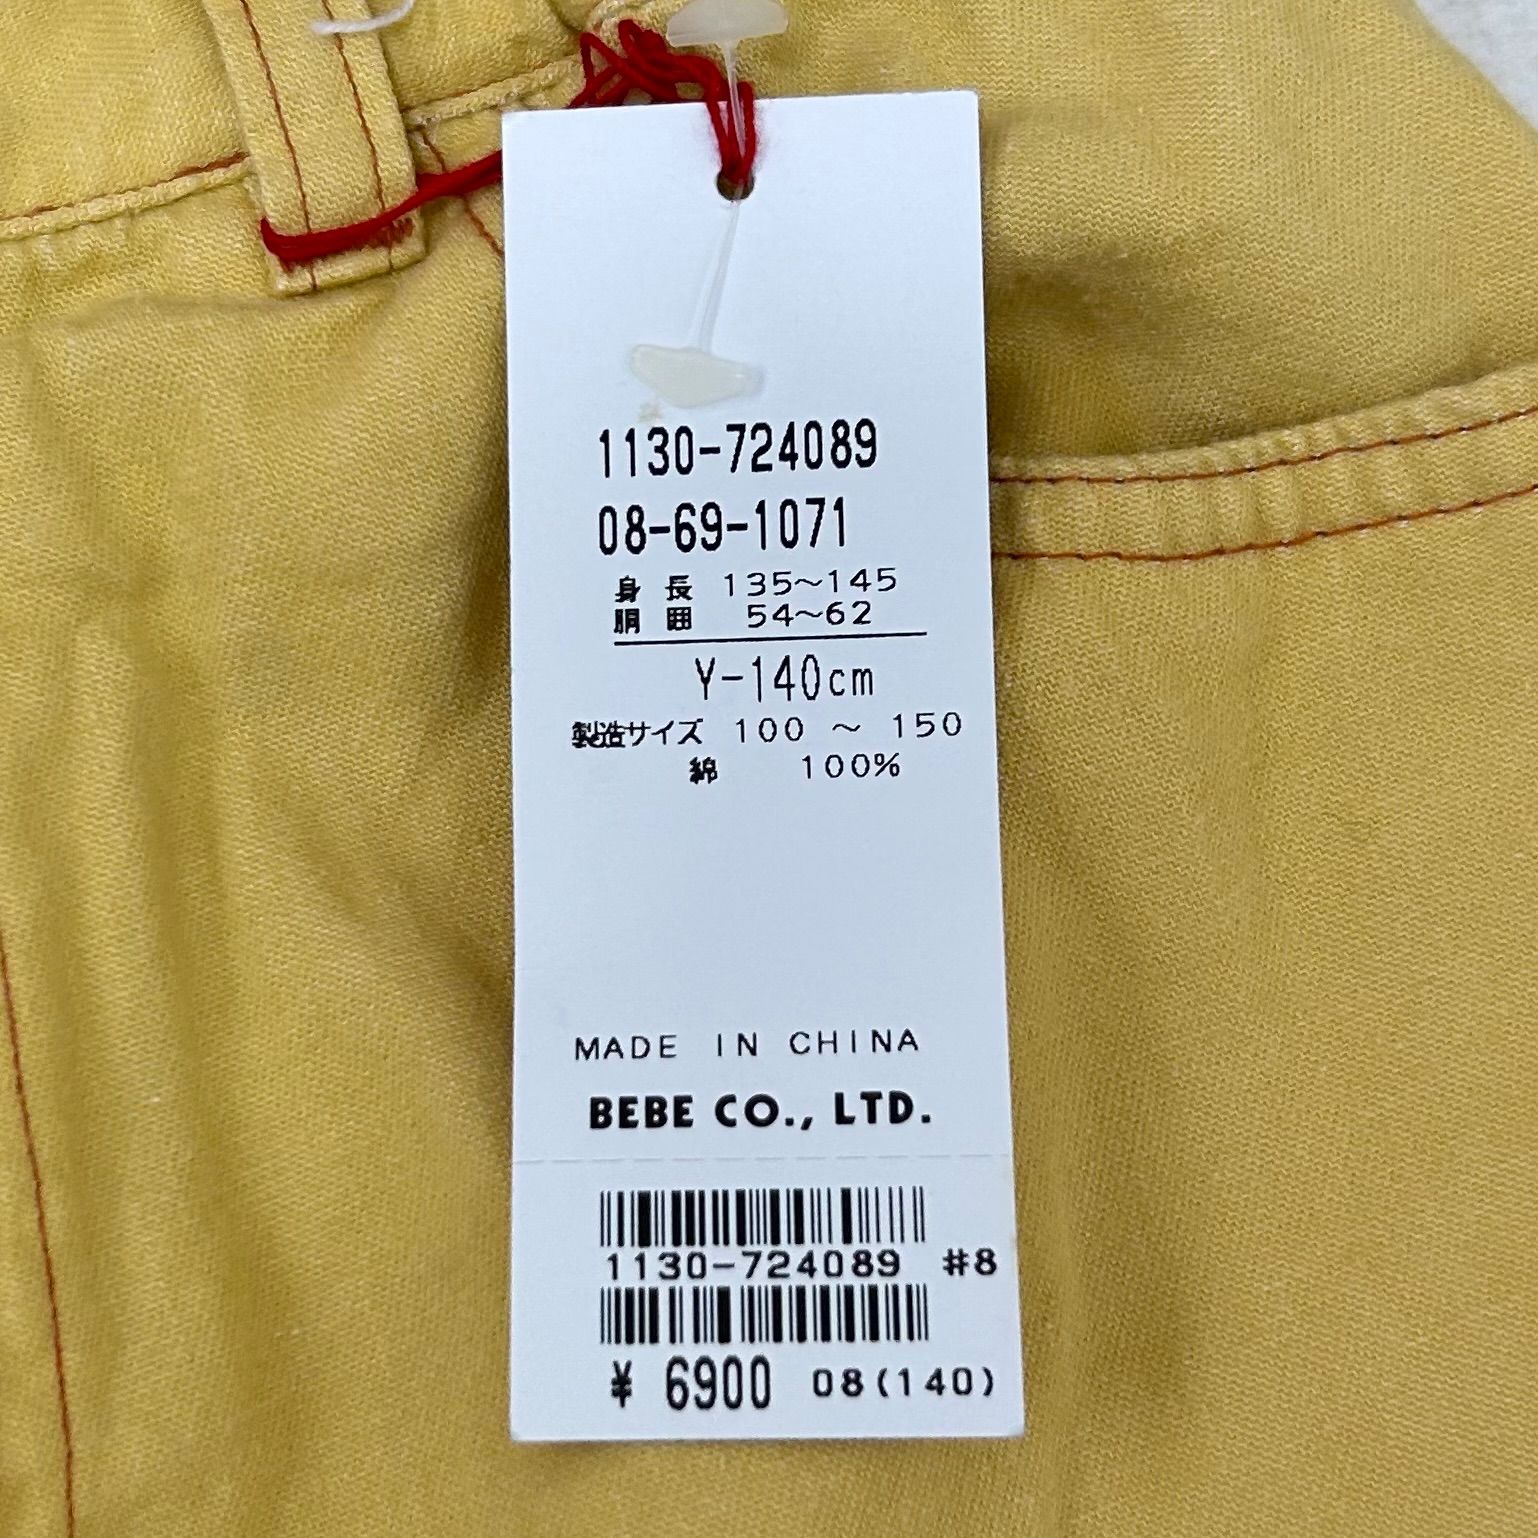 1130-724089
08-69-1071
身長 135～145
胴囲 54～62
Y-140cm
製造サイズ 100 ～ 150
綿 100%
MADE IN CHINA
BEBE CO., LTD.
1130-724089 #8
¥ 6900 08(140)